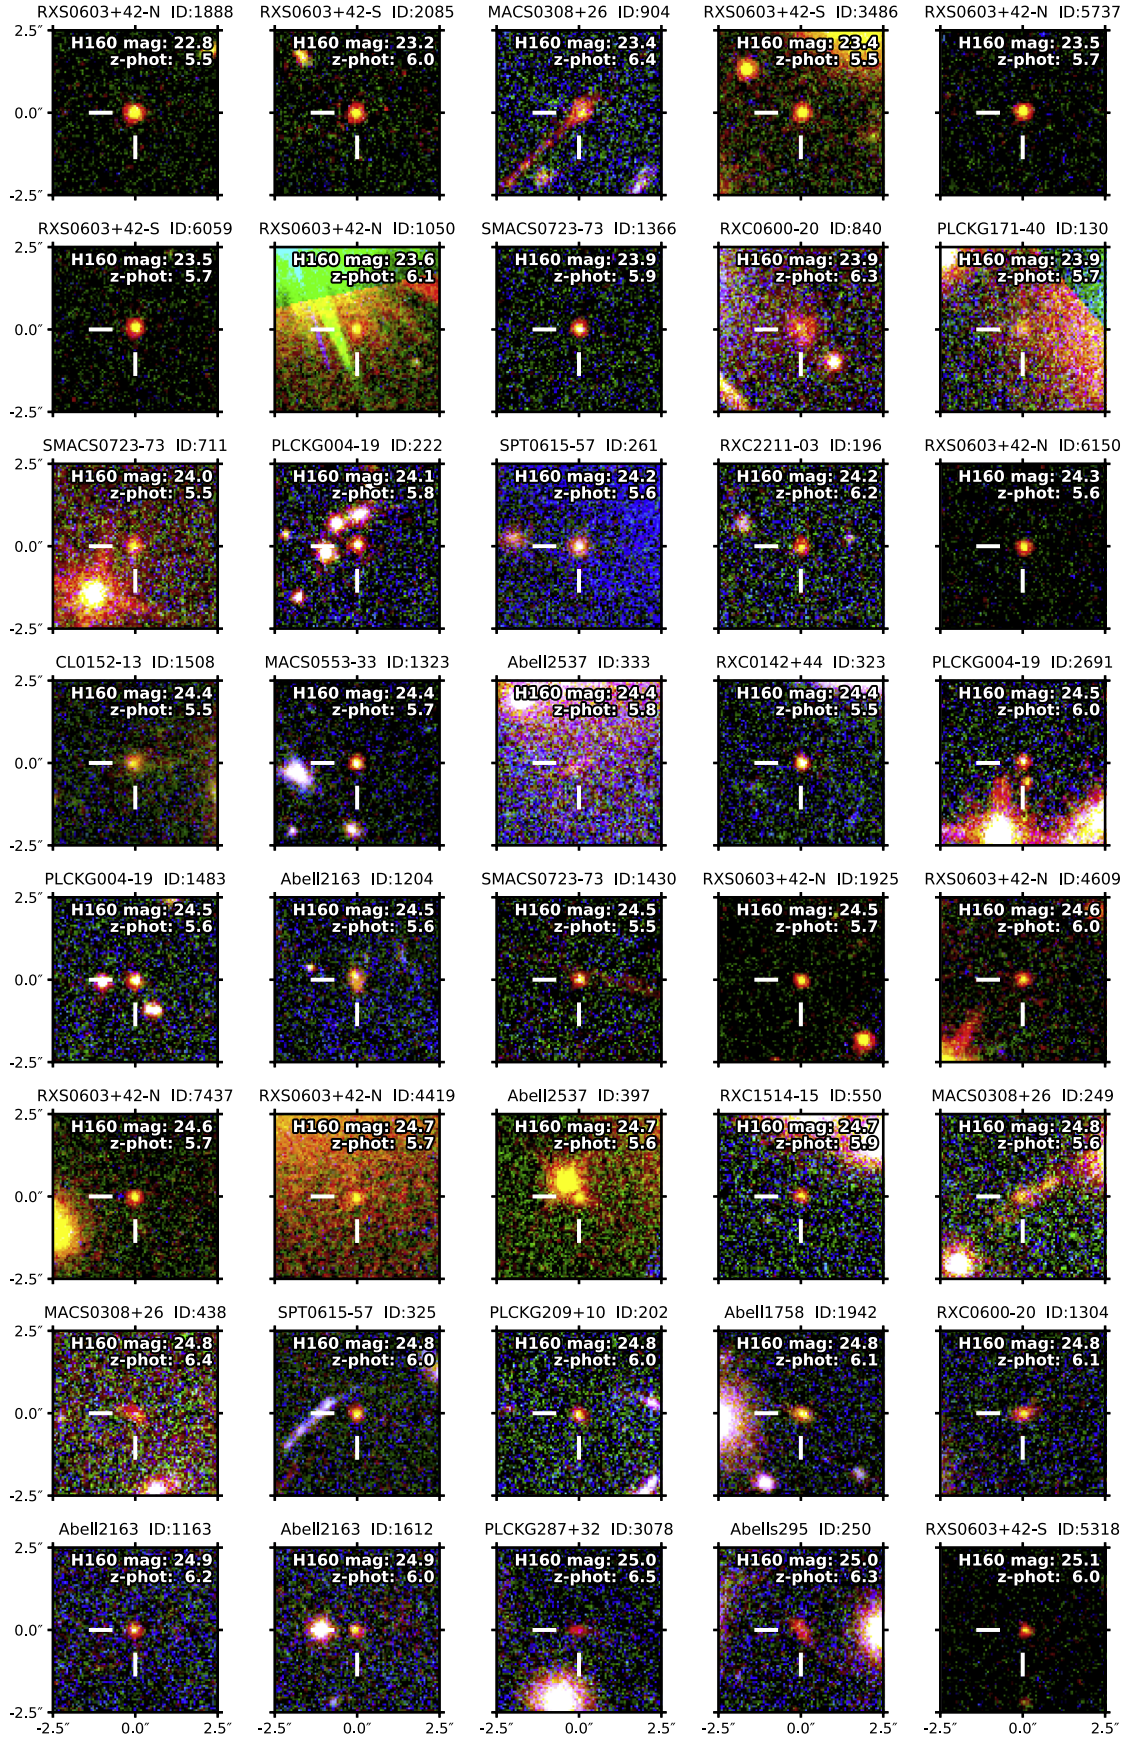 RXS0603+42-N ID:1888
H160 mag: 22.8
z-phot: 5.5
RXS0603+42-S ID:2085
H160 mag: 23.2
z-phot: 6.0
MACS0308+26 ID:904
H160 mag: 23.4
z-phot: 6.4
RXS0603+42-S ID:3486
H160 mag: 23.4
z-phot: 5.5
RXS0603+42-N ID:5737
H160 mag: 23.5
z-phot: 5.7
2.5″
0.0″
-2.5″
RXS0603+42-S ID:6059
H160 mag: 23.5
z-phot: 5.7
RXS0603+42-N ID:1050
H160 mag: 23.6
z-phot: 6.1
SMACS0723-73 ID:1366
H160 mag: 23.9
z-phot: 5.9
RXC0600-20 ID:840
H160 mag: 23.9
z-phot: 6.3
PLCKG171-40 ID:130
H160 mag: 23.9
z-phot: 5.7
2.5″
0.0″
-2.5″
SMACS0723-73 ID:711
H160 mag: 24.0
z-phot: 5.5
PLCKG004-19 ID:222
H160 mag: 24.1
z-phot: 5.8
SPT0615-57 ID:261
H160 mag: 24.2
z-phot: 5.6
RXC2211-03 ID:196
H160 mag: 24.2
z-phot: 6.2
RXS0603+42-N ID:6150
H160 mag: 24.3
z-phot: 5.6
2.5″
0.0″
-2.5″
CL0152-13 ID:1508
H160 mag: 24.4
z-phot: 5.5
MACS0553-33 ID:1323
H160 mag: 24.4
z-phot: 5.7
Abell2537 ID:333
H160 mag: 24.4
z-phot: 5.8
RXC0142+44 ID:323
H160 mag: 24.4
z-phot: 5.5
PLCKG004-19 ID:2691
H160 mag: 24.5
z-phot: 6.0
2.5″
0.0″
-2.5″
PLCKG004-19 ID:1483
H160 mag: 24.5
z-phot: 5.6
Abell2163 ID:1204
H160 mag: 24.5
z-phot: 5.6
SMACS0723-73 ID:1430
H160 mag: 24.5
z-phot: 5.5
RXS0603+42-N ID:1925
H160 mag: 24.5
z-phot: 5.7
RXS0603+42-N ID:4609
H160 mag: 24.6
z-phot: 6.0
2.5″
0.0″
-2.5″
RXS0603+42-N ID:7437
H160 mag: 24.6
z-phot: 5.7
RXS0603+42-N ID:4419
H160 mag: 24.7
z-phot: 5.7
Abell2537 ID:397
H160 mag: 24.7
z-phot: 5.6
RXC1514-15 ID:550
H160 mag: 24.7
z-phot: 5.9
MACS0308+26 ID:249
H160 mag: 24.8
z-phot: 5.6
2.5″
0.0″
-2.5″
MACS0308+26 ID:438
H160 mag: 24.8
z-phot: 6.4
SPT0615-57 ID:325
H160 mag: 24.8
z-phot: 6.0
PLCKG209+10 ID:202
H160 mag: 24.8
z-phot: 6.0
Abell1758 ID:1942
H160 mag: 24.8
z-phot: 6.1
RXC0600-20 ID:1304
H160 mag: 24.8
z-phot: 6.1
2.5″
0.0″
-2.5″
Abell2163 ID:1163
H160 mag: 24.9
z-phot: 6.2
Abell2163 ID:1612
H160 mag: 24.9
z-phot: 6.0
PLCKG287+32 ID:3078
H160 mag: 25.0
z-phot: 6.5
Abells295 ID:250
H160 mag: 25.0
z-phot: 6.3
RXS0603+42-S ID:5318
H160 mag: 25.1
z-phot: 6.0
2.5″
0.0″
-2.5″
-2.5″ 0.0″ 2.5″ -2.5″ 0.0″ 2.5″ -2.5″ 0.0″ 2.5″ -2.5″ 0.0″ 2.5″ -2.5″ 0.0″ 2.5″